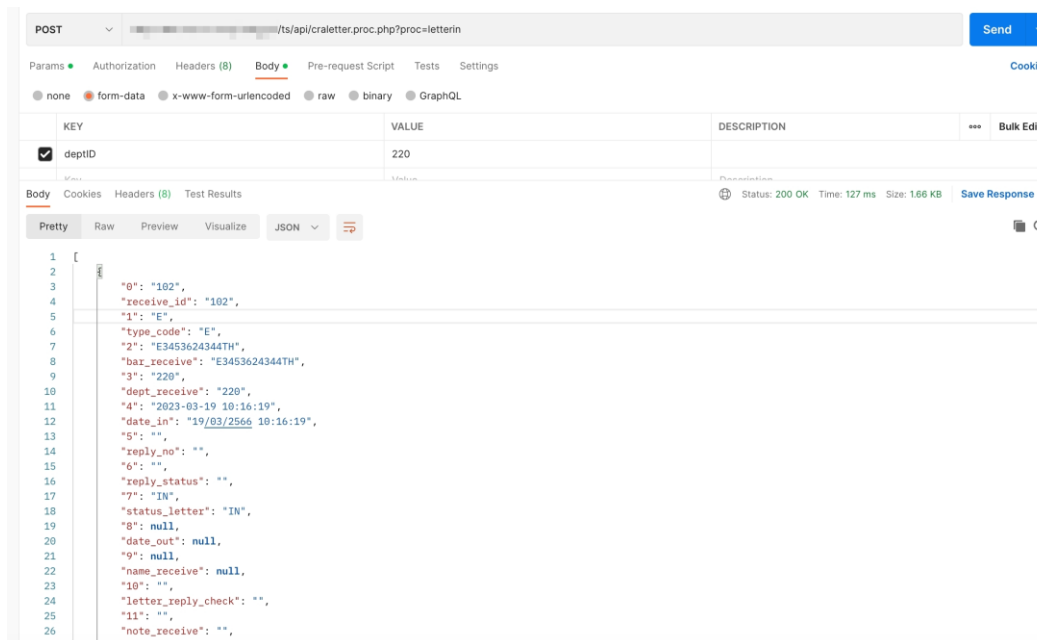 POST /ts/api/craletter.proc.php?proc=letterin Send
Params Authorization Headers (8) Body Pre-request Script Tests Settings Cooki
none form-data x-www-form-urlencoded raw binary GraphQL
KEY VALUE DESCRIPTION ooo Bulk Edi
deptID 220
Body Cookies Headers (8) Test Results Status: 200 OK Time: 127 ms Size: 1.66 KB Save Response
Pretty Raw Preview Visualize JSON
1 [
2 {
3 "0": "102",
4 "receive_id": "102",
5 "1": "E",
6 "type_code": "E",
7 "2": "E3453624344TH",
8 "bar_receive": "E3453624344TH",
9 "3": "220",
10 "dept_receive": "220",
11 "4": "2023-03-19 10:16:19",
12 "date_in": "19/03/2566 10:16:19",
13 "5": "",
14 "reply_no": "",
15 "6": "",
16 "reply_status": "",
17 "7": "IN",
18 "status_letter": "IN",
19 "8": null,
20 "date_out": null,
21 "9": null,
22 "name_receive": null,
23 "10": "",
24 "letter_reply_check": "",
25 "11": "",
26 "note_receive": "",